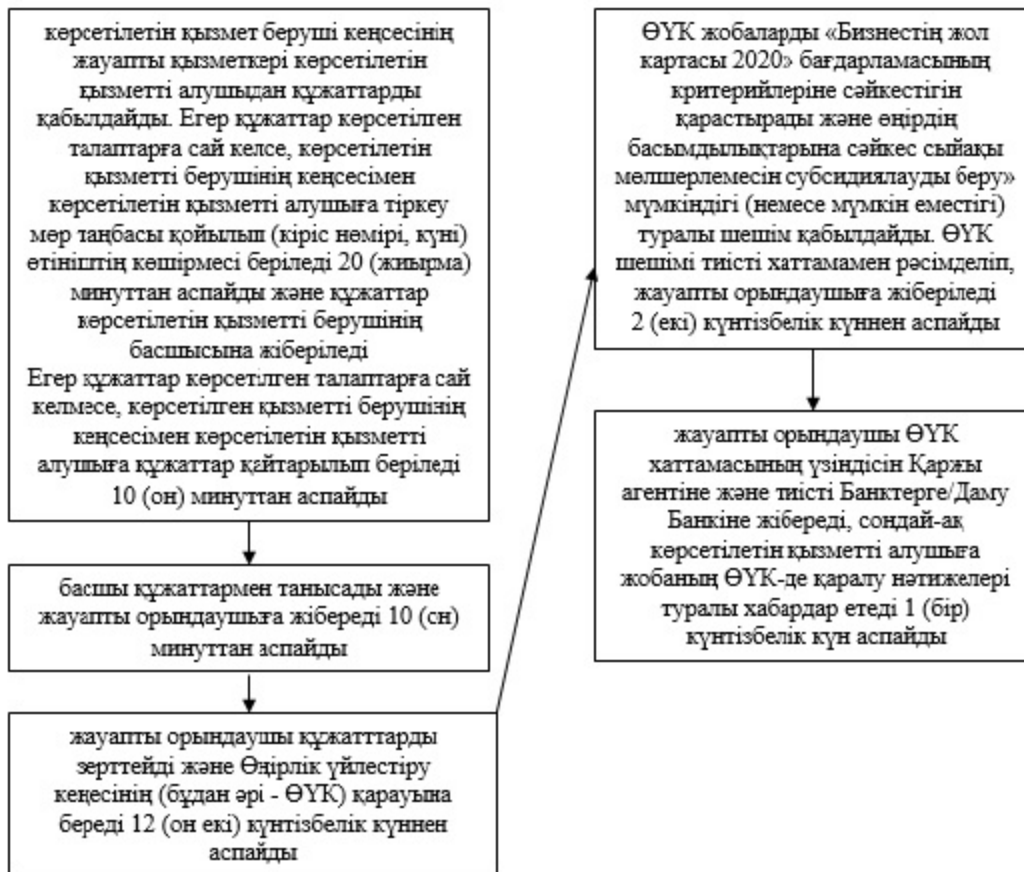 көрсетілетін қызмет беруші кеңсесінің
жауапты қызметкері көрсетілетін
қызметті алушыдан құжаттарды
қабылдайды. Егер құжаттар көрсетілген
талаптарға сай келсе, көрсетілетін
қызметті берушінің кеңсесімен
көрсетілетін қызметті алушыға тіркеу
мөр таңбасы қойылып (кіріс нөмірі, күні)
өтініштің көшірмесі беріледі 20 (жиырма)
минуттан аспайды және құжаттар
көрсетілетін қызметті берушінің
басшысына жіберіледі
Егер құжаттар көрсетілген талаптарға сай
келмесе, көрсетілген қызметті берушінің
кеңсесімен көрсетілетін қызметті
алушыға құжаттар қайтарылып беріледі
10 (он) минуттан аспайды
басшы құжаттармен танысады және
жауапты орындаушыға жібереді 10 (он)
минуттан аспайды
жауапты орындаушы құжатттарды
зерттейді және Өңірлік үйлестіру
кеңесінің (бұдан әрі - ӨҮК) қарауына
береді 12 (он екі) күнтізбелік күннен
аспайды
ӨҮК жобаларды «Бизнестің жол
картасы 2020» бағдарламасының
критерийлеріне сәйкестігін
қарастырады және өңірдің
басымдылықтарына сәйкес сыйақы
мөлшерлемесін субсидиялауды беру»
мүмкіндігі (немесе мүмкін еместігі)
туралы шешім қабылдайды. ӨҮК
шешімі тиісті хаттамамен рәсімделіп,
жауапты орындаушыға жіберіледі
2 (екі) күнтізбелік күннен аспайды
жауапты орындаушы ӨҮК
хаттамасының үзіндісін Қаржы
агентіне және тиісті Банктерге/Даму
Банкіне жібереді, сондай-ақ
көрсетілетін қызметті алушыға
жобаның ӨҮК-де қаралу нәтижелері
туралы хабардар етеді 1 (бір)
күнтізбелік күн аспайды